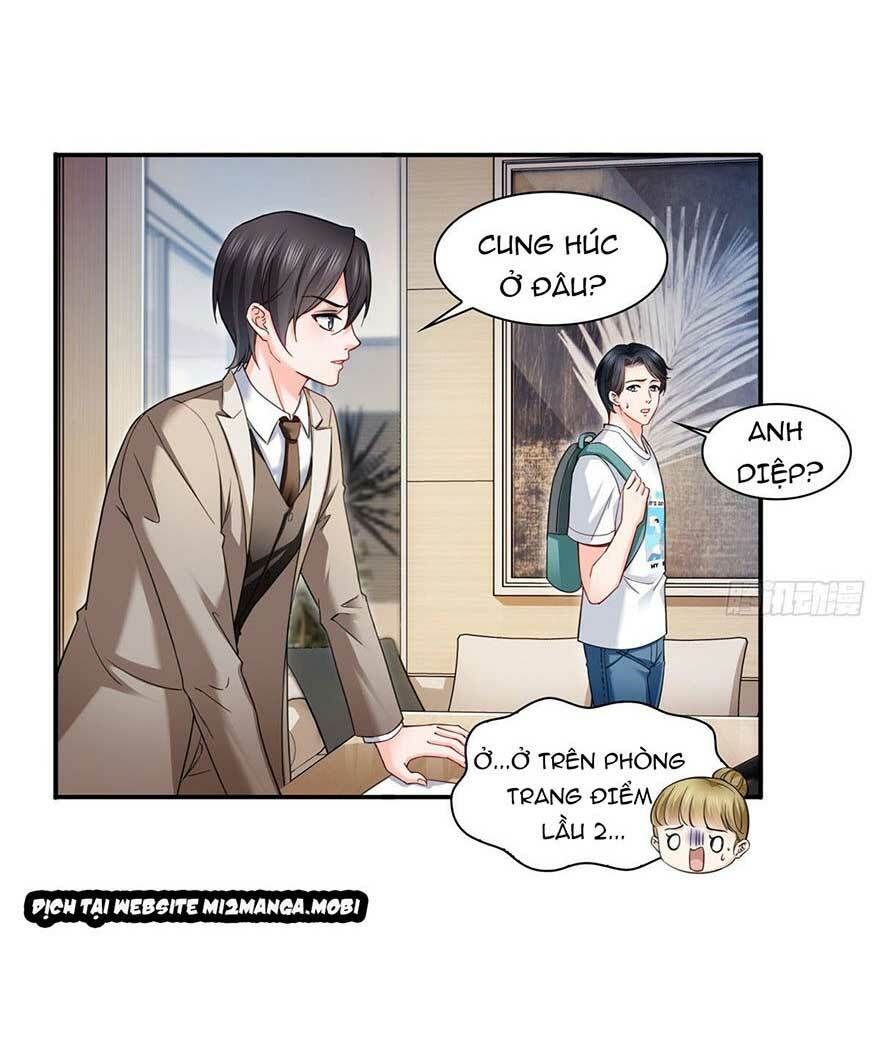 CUNG HÚC
Ở ĐÂU?
ANH
DIỆP?
Ở...Ở TRÊN PHÒNG
TRANG ĐIỂM
LẦU 2...
DỊCH TẠI WEBSITE MI2MANGA.MOBI